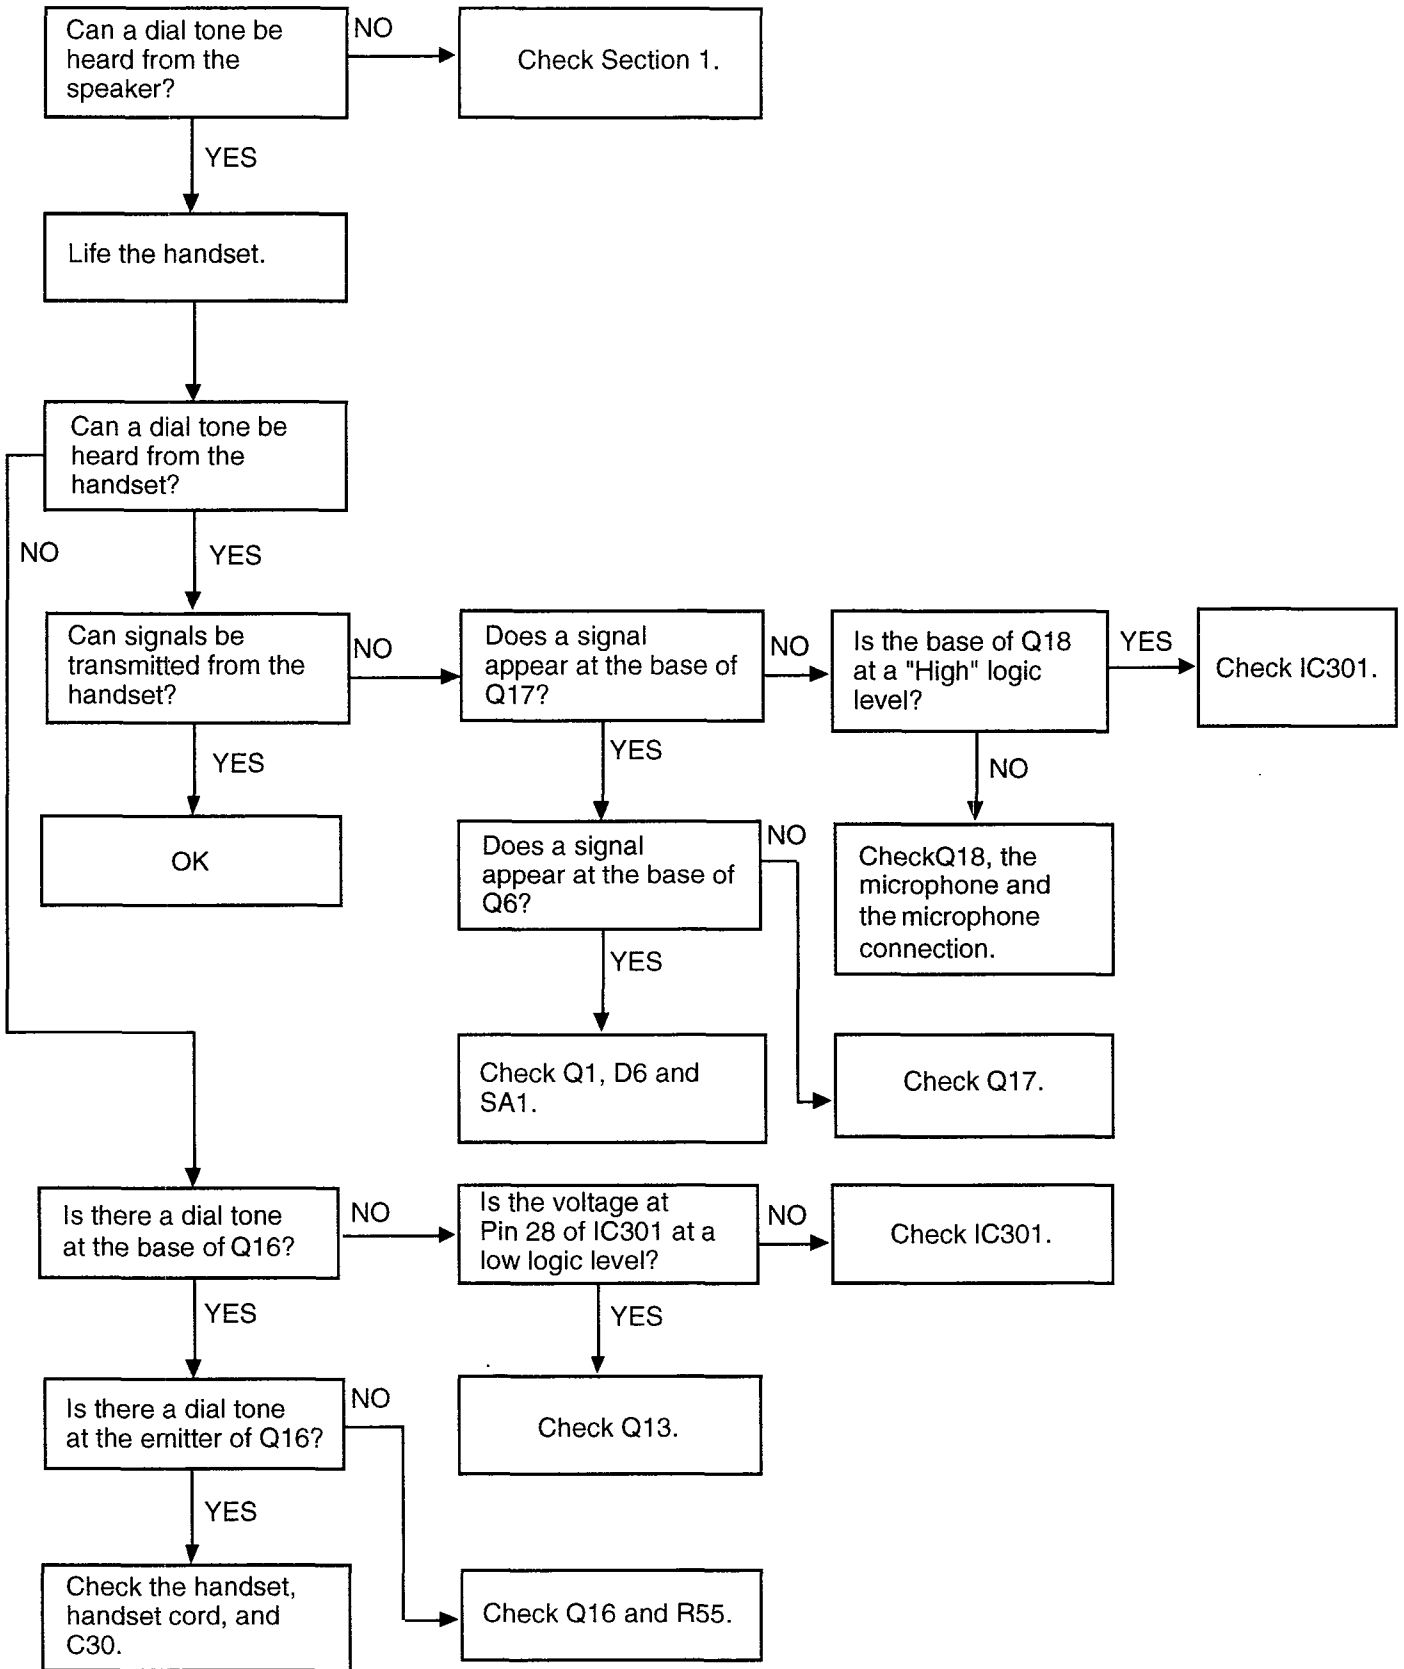 Can a dial tone be
heard from the
speaker?
NO
Check Section 1.
YES
Life the handset.
Can a dial tone be
heard from the
handset?
NO
YES
Can signals be
transmitted from the
handset?
NO
Does a signal
appear at the base of
Q17?
NO
Is the base of Q18
at a "High" logic
level?
YES
Check IC301.
YES
OK
YES
Does a signal
appear at the base of
Q6?
NO
NO
CheckQ18, the
microphone and
the microphone
connection.
YES
Check Q1, D6 and
SA1.
Check Q17.
Is there a dial tone
at the base of Q16?
NO
Is the voltage at
Pin 28 of IC301 at a
low logic level?
NO
Check IC301.
YES
YES
Is there a dial tone
at the emitter of Q16?
NO
Check Q13.
YES
Check the handset,
handset cord, and
C30.
Check Q16 and R55.